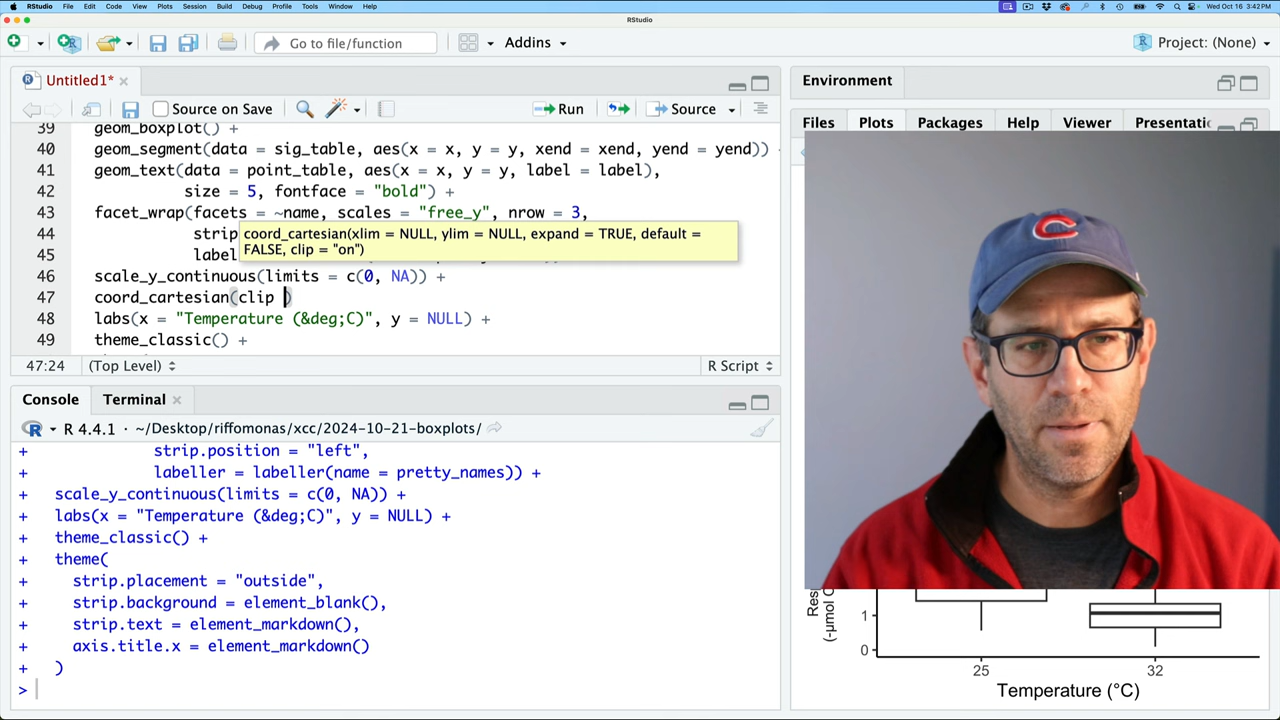 RStudio File Edit Code View Plots Session Build Debug Profile Tools Window Help Wed Oct 16 3:42PM
RStudio
Go to file/function Addins Project: (None)
Untitled1*
Source on Save Run Source
39 geom_boxplot() +
40 geom_segment(data = sig_table, aes(x = x, y = y, xend = xend, yend = yend)) +
41 geom_text(data = point_table, aes(x = x, y = y, label = label),
42 size = 5, fontface = "bold") +
43 facet_wrap(facets = ~name, scales = "free_y", nrow = 3,
44 strip
coord_cartesian(xlim = NULL, ylim = NULL, expand = TRUE, default =
FALSE, clip = "on")
45 label
46 scale_y_continuous(limits = c(0, NA)) +
47 coord_cartesian(clip )
48 labs(x = "Temperature (&deg;C)", y = NULL) +
49 theme_classic() +
47:24 (Top Level) R Script
Console Terminal
R 4.4.1 · ~/Desktop/riffomonas/xcc/2024-10-21-boxplots/
+ strip.position = "left",
+ labeller = labeller(name = pretty_names)) +
+ scale_y_continuous(limits = c(0, NA)) +
+ labs(x = "Temperature (&deg;C)", y = NULL) +
+ theme_classic() +
+ theme(
+ strip.placement = "outside",
+ strip.background = element_blank(),
+ strip.text = element_markdown(),
+ axis.title.x = element_markdown()
+ )
>
Environment
Files Plots Packages Help Viewer Presentatic
C
Res
(-μmol O
1
0
25 32
Temperature (°C)